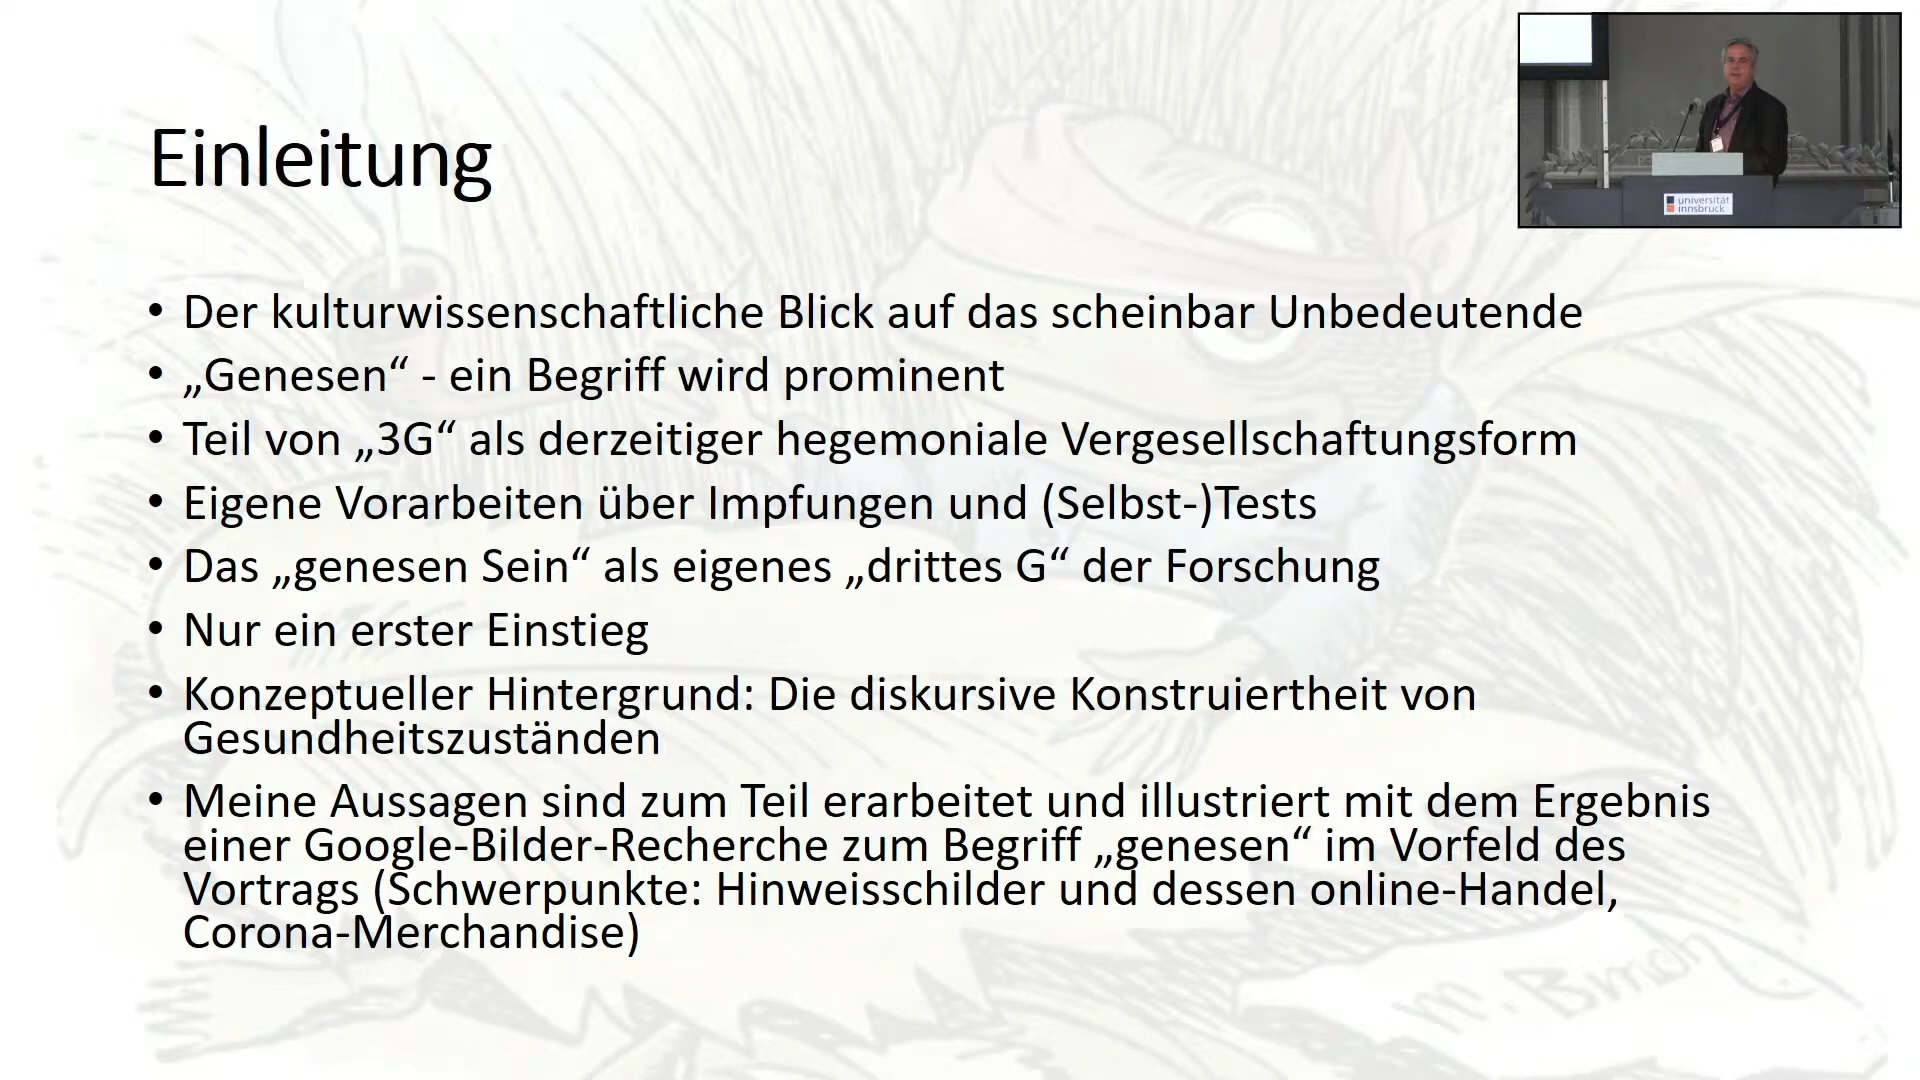 Einleitung
universität
innsbruck
• Der kulturwissenschaftliche Blick auf das scheinbar Unbedeutende
• „Genesen“ - ein Begriff wird prominent
• Teil von „3G“ als derzeitiger hegemoniale Vergesellschaftungsform
• Eigene Vorarbeiten über Impfungen und (Selbst-)Tests
• Das „genesen Sein“ als eigenes „drittes G“ der Forschung
• Nur ein erster Einstieg
• Konzeptueller Hintergrund: Die diskursive Konstruiertheit von
Gesundheitszuständen
• Meine Aussagen sind zum Teil erarbeitet und illustriert mit dem Ergebnis
einer Google-Bilder-Recherche zum Begriff „genesen“ im Vorfeld des
Vortrags (Schwerpunkte: Hinweisschilder und dessen online-Handel,
Corona-Merchandise)